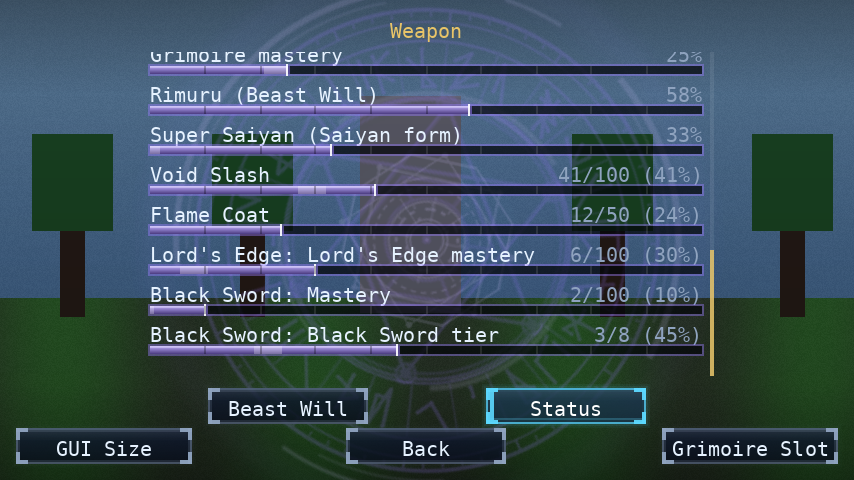 Weapon
Grimoire mastery 25%
Rimuru (Beast Will) 58%
Super Saiyan (Saiyan form) 33%
Void Slash 41/100 (41%)
Flame Coat 12/50 (24%)
Lord's Edge: Lord's Edge mastery 6/100 (30%)
Black Sword: Mastery 2/100 (10%)
Black Sword: Black Sword tier 3/8 (45%)
Beast Will Status
GUI Size Back Grimoire Slot